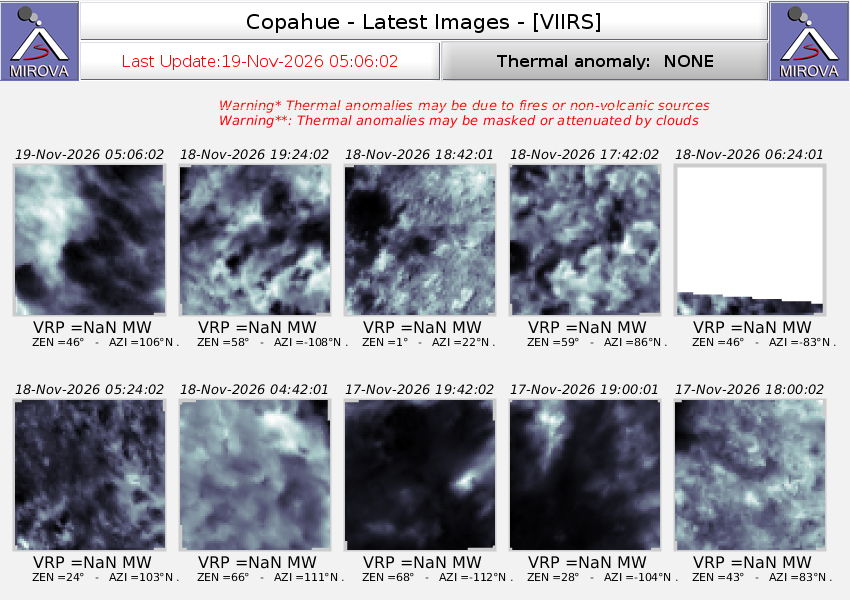 Copahue - Latest Images - [VIIRS]
MIROVA
MIROVA
Last Update:19-Nov-2026 05:06:02
Thermal anomaly: NONE
Warning* Thermal anomalies may be due to fires or non-volcanic sources
Warning**: Thermal anomalies may be masked or attenuated by clouds
19-Nov-2026 05:06:02 18-Nov-2026 19:24:02 18-Nov-2026 18:42:01 18-Nov-2026 17:42:02 18-Nov-2026 06:24:01
VRP =NaN MW VRP =NaN MW VRP =NaN MW VRP =NaN MW VRP =NaN MW
ZEN =46° - AZI =106°N . ZEN =58° - AZI =-108°N . ZEN =1° - AZI =22°N . ZEN =59° - AZI =86°N . ZEN =46° - AZI =-83°N .
18-Nov-2026 05:24:02 18-Nov-2026 04:42:01 17-Nov-2026 19:42:02 17-Nov-2026 19:00:01 17-Nov-2026 18:00:02
VRP =NaN MW VRP =NaN MW VRP =NaN MW VRP =NaN MW VRP =NaN MW
ZEN =24° - AZI =103°N . ZEN =66° - AZI =111°N . ZEN =68° - AZI =-112°N . ZEN =28° - AZI =-104°N . ZEN =43° - AZI =83°N .